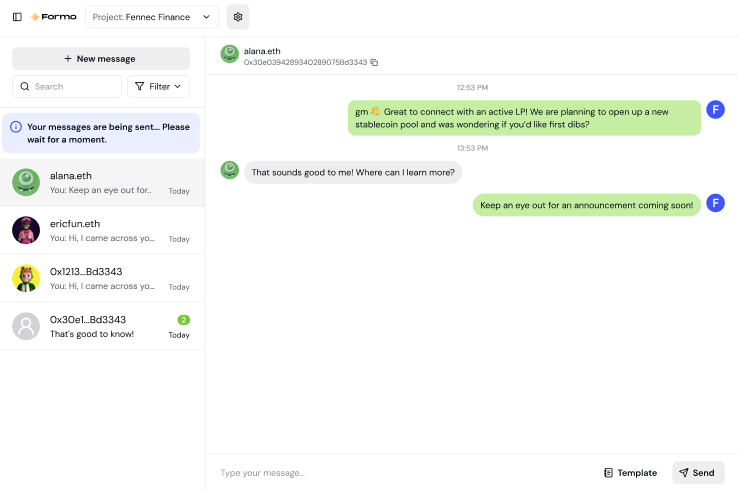 Formo
Project: Fennec Finance
New message
Search
Filter
Your messages are being sent... Please
wait for a moment.
alana.eth
You: Keep an eye out for..
Today
ericfun.eth
You: Hi, I came across yo...
Today
0x1213...Bd3343
You: Hi, I came across yo...
Today
0x30e1...Bd3343
2
That's good to know!
Today
alana.eth
0x30e03942893402890758d3343
12:53 PM
gm 👋 Great to connect with an active LP! We are planning to open up a new
stablecoin pool and was wondering if you'd like first dibs?
F
13:53 PM
That sounds good to me! Where can I learn more?
Keep an eye out for an announcement coming soon!
F
Type your message...
Template
Send